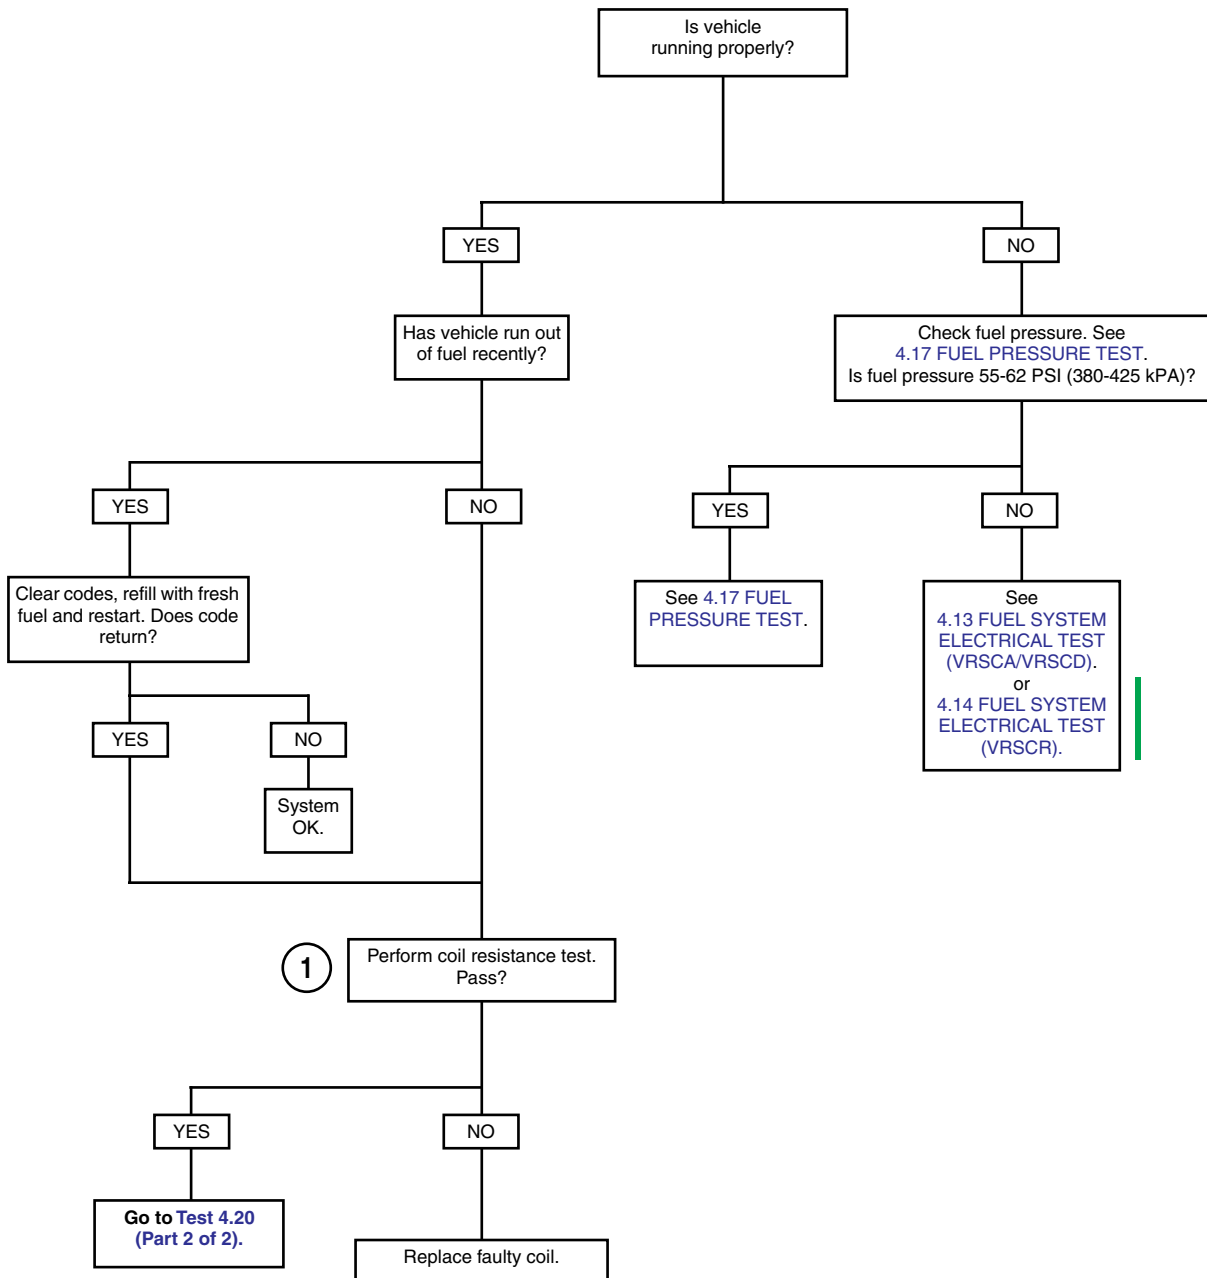 Is vehicle
running properly?
YES
NO
Has vehicle run out
of fuel recently?
Check fuel pressure. See
4.17 FUEL PRESSURE TEST.
Is fuel pressure 55-62 PSI (380-425 kPA)?
YES
NO
YES
NO
Clear codes, refill with fresh
fuel and restart. Does code
return?
See 4.17 FUEL
PRESSURE TEST.
See
4.13 FUEL SYSTEM
ELECTRICAL TEST
(VRSCA/VRSCD).
or
4.14 FUEL SYSTEM
ELECTRICAL TEST
(VRSCR).
YES
NO
System
OK.
1
Perform coil resistance test.
Pass?
YES
NO
Go to Test 4.20
(Part 2 of 2).
Replace faulty coil.